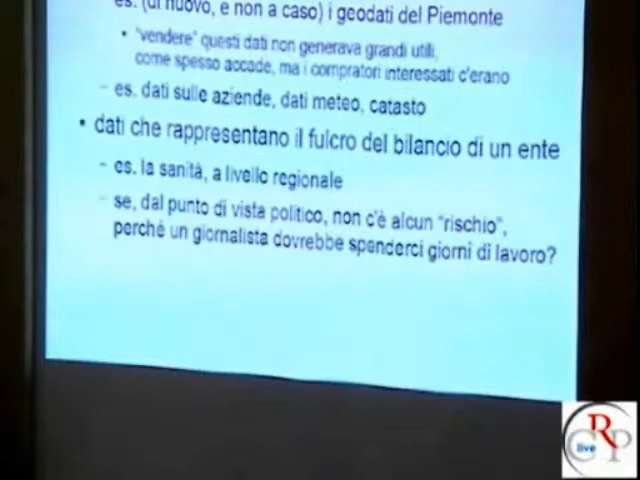 es. (di nuovo, e non a caso) i geodati del Piemonte
• "vendere" questi dati non generava grandi utili,
come spesso accade, ma i compratori interessati c'erano
– es. dati sulle aziende, dati meteo, catasto
• dati che rappresentano il fulcro del bilancio di un ente
– es. la sanità, a livello regionale
– se, dal punto di vista politico, non c'è alcun "rischio",
perché un giornalista dovrebbe spenderci giorni di lavoro?
CRP
live